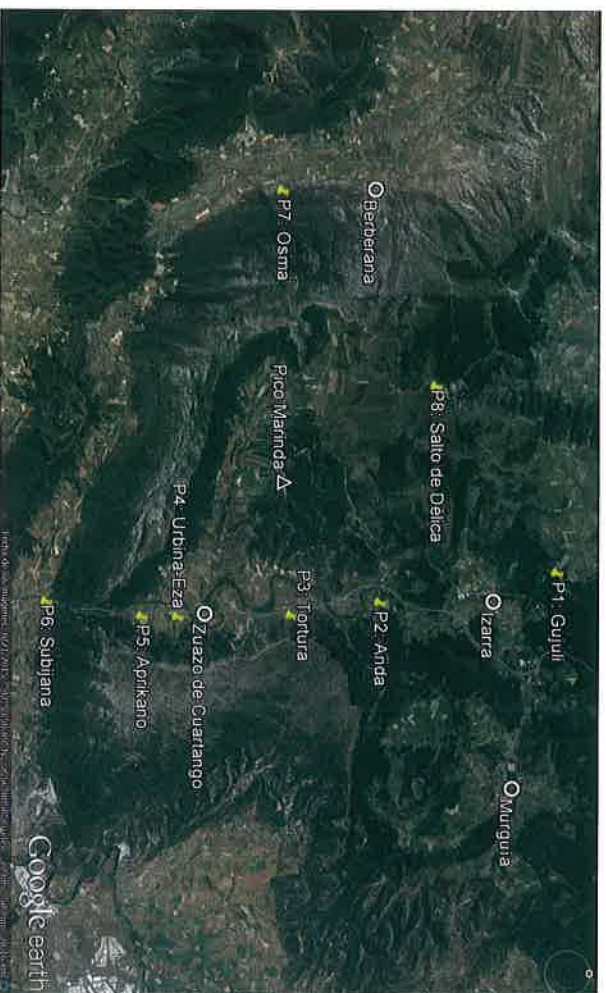 P1: Gujuli
Izarra
Murguia
P8: Salto de Délica
Berberana
P2: Anda
P3: Tortura
Pico Marinda
P7: Osma
Zuazo de Cuartango
P4: Urbina-Eza
P5: Aprikano
P6: Subijana
Google earth